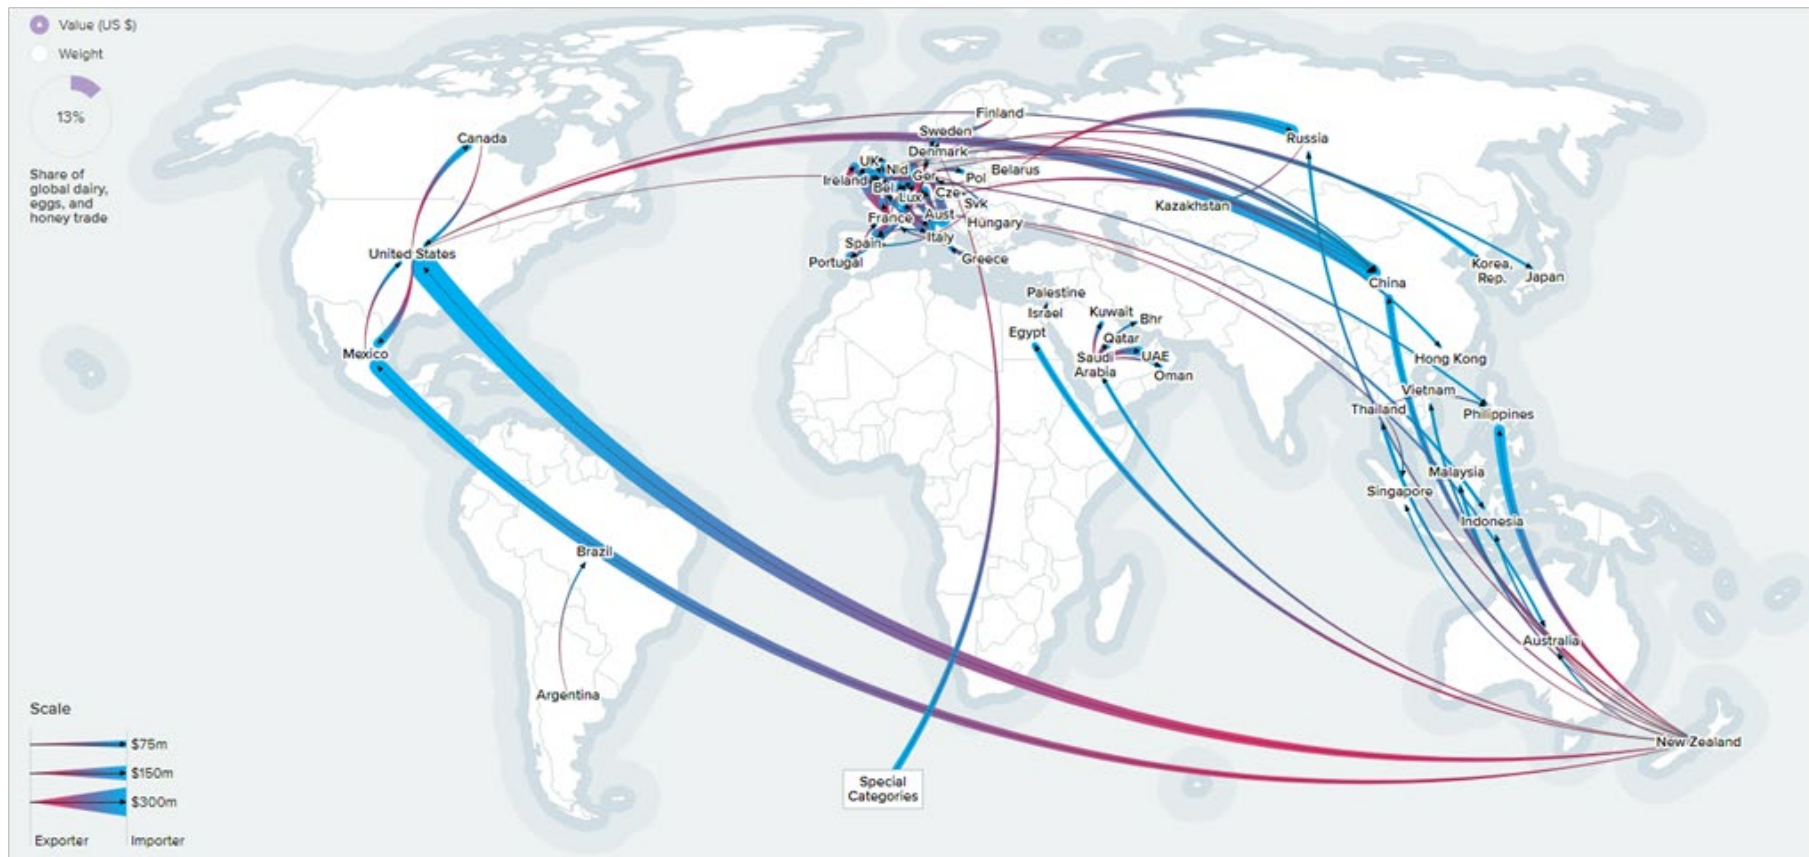 Value (US $)
Weight
13%
Share of
global dairy,
eggs, and
honey trade
Canada
United States
Mexico
Brazil
Argentina
Finland
Sweden
Denmark
UK
Nld
Ireland
Ger
Pol
Belarus
Bel
Cze
Lux
Svk
France
Aust
Hungary
Spain
Italy
Portugal
Greece
Russia
Kazakhstan
China
Korea,
Rep.
Japan
Palestine
Israel
Egypt
Kuwait
Bhr
Qatar
Saudi
Arabia
UAE
Oman
Hong Kong
Vietnam
Thailand
Philippines
Malaysia
Singapore
Indonesia
Australia
New Zealand
Special
Categories
Scale
$75m
$150m
$300m
Exporter
Importer